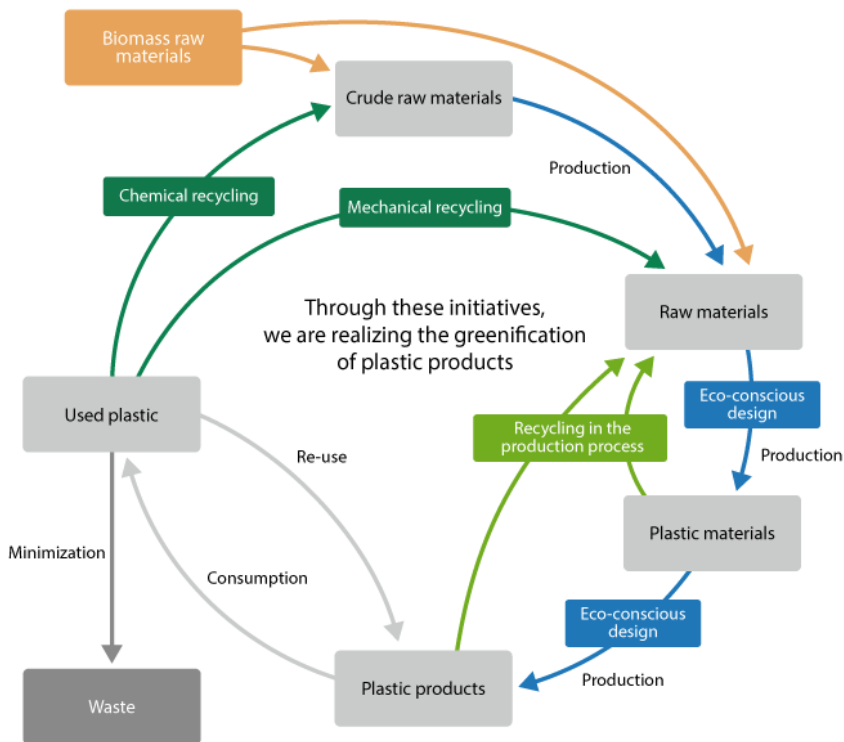 Biomass raw
materials
Crude raw materials
Production
Chemical recycling
Mechanical recycling
Through these initiatives,
we are realizing the greenification
of plastic products
Raw materials
Eco-conscious
design
Used plastic
Recycling in the
production process
Re-use
Production
Plastic materials
Minimization
Consumption
Eco-conscious
design
Production
Plastic products
Waste